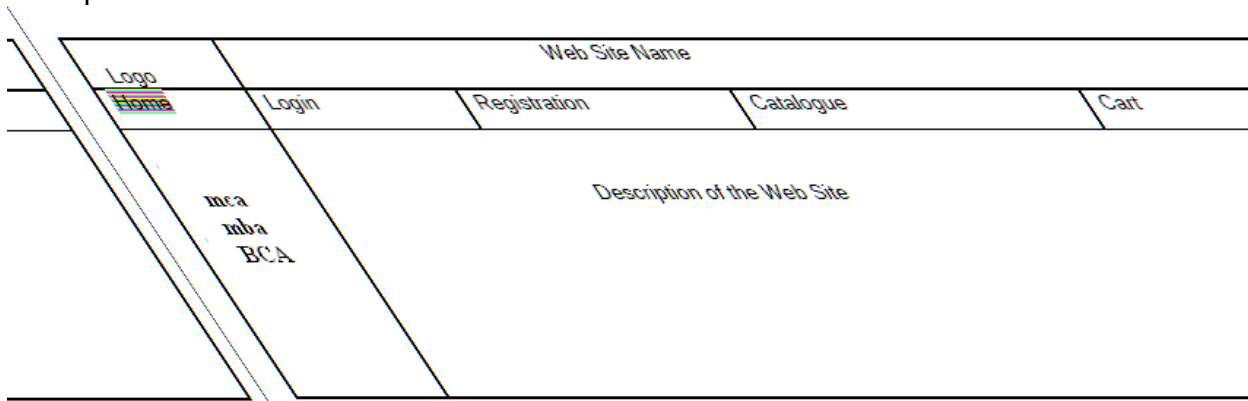 Web Site Name
Logo
Home Login Registration Catalogue Cart
Description of the Web Site
mca
mba
BCA